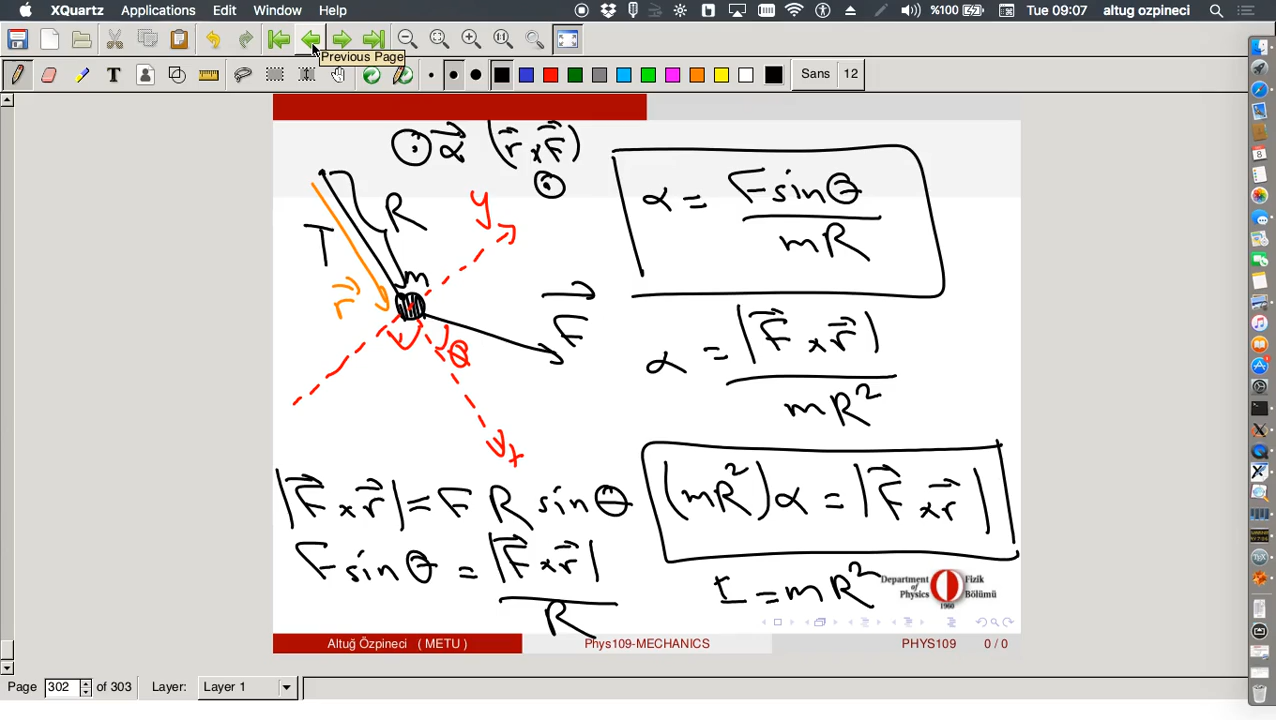 XQuartz Applications Edit Window Help %100 Tue 09:07 altug ozpineci
Previous Page
Sans 12
⊙ α⃗ (r⃗ × F⃗)
⊙
α = F sinθ / mR
R
y
T
m
r⃗
F⃗
θ
α = |F⃗ × r⃗| / mR²
x
|F⃗ × r⃗| = F R sinθ
(mR²) α = |F⃗ × r⃗|
F sinθ = |F⃗ × r⃗| / R
I = mR²
Department of Physics 1960 Fizik Bölümü
Altuğ Özpineci ( METU ) Phys109-MECHANICS PHYS109 0 / 0
Page 302 of 303 Layer: Layer 1